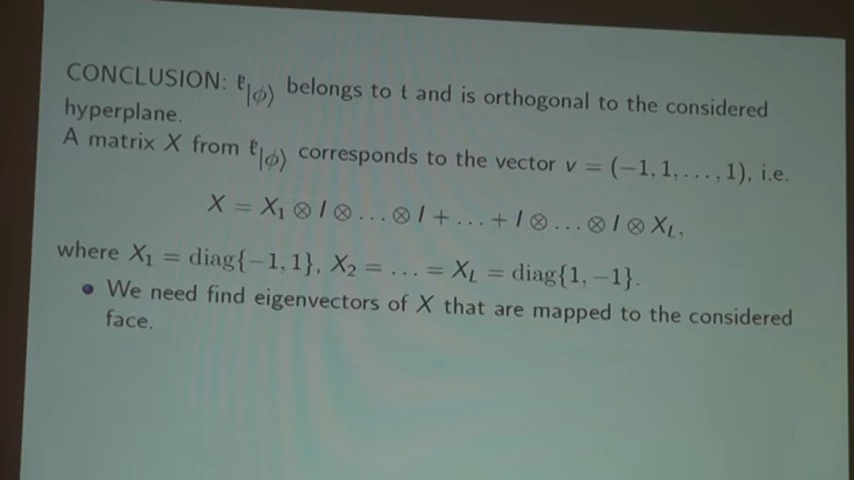 CONCLUSION: 𝔨_{|ϕ⟩} belongs to 𝔱 and is orthogonal to the considered
hyperplane.
A matrix X from 𝔨_{|ϕ⟩} corresponds to the vector v = (−1, 1, . . . , 1), i.e.
X = X₁ ⊗ I ⊗ . . . ⊗ I + . . . + I ⊗ . . . ⊗ I ⊗ X_L,
where X₁ = diag{−1, 1}, X₂ = . . . = X_L = diag{1, −1}.
• We need find eigenvectors of X that are mapped to the considered
face.